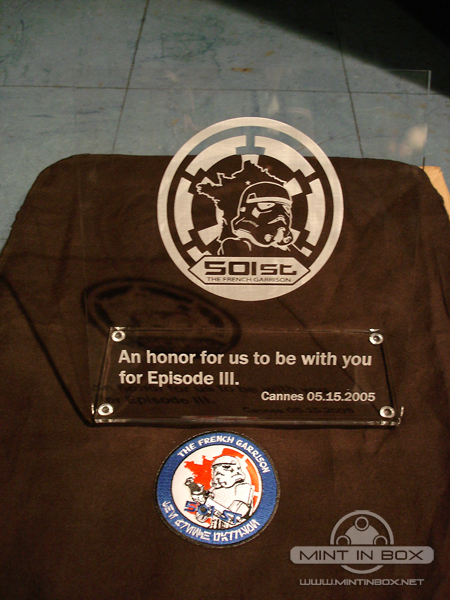 501st
THE FRENCH GARRISON
An honor for us to be with you
for Episode III.
Cannes 05.15.2005
THE FRENCH GARRISON
501st
MINT IN BOX
WWW.MINTINBOX.NET